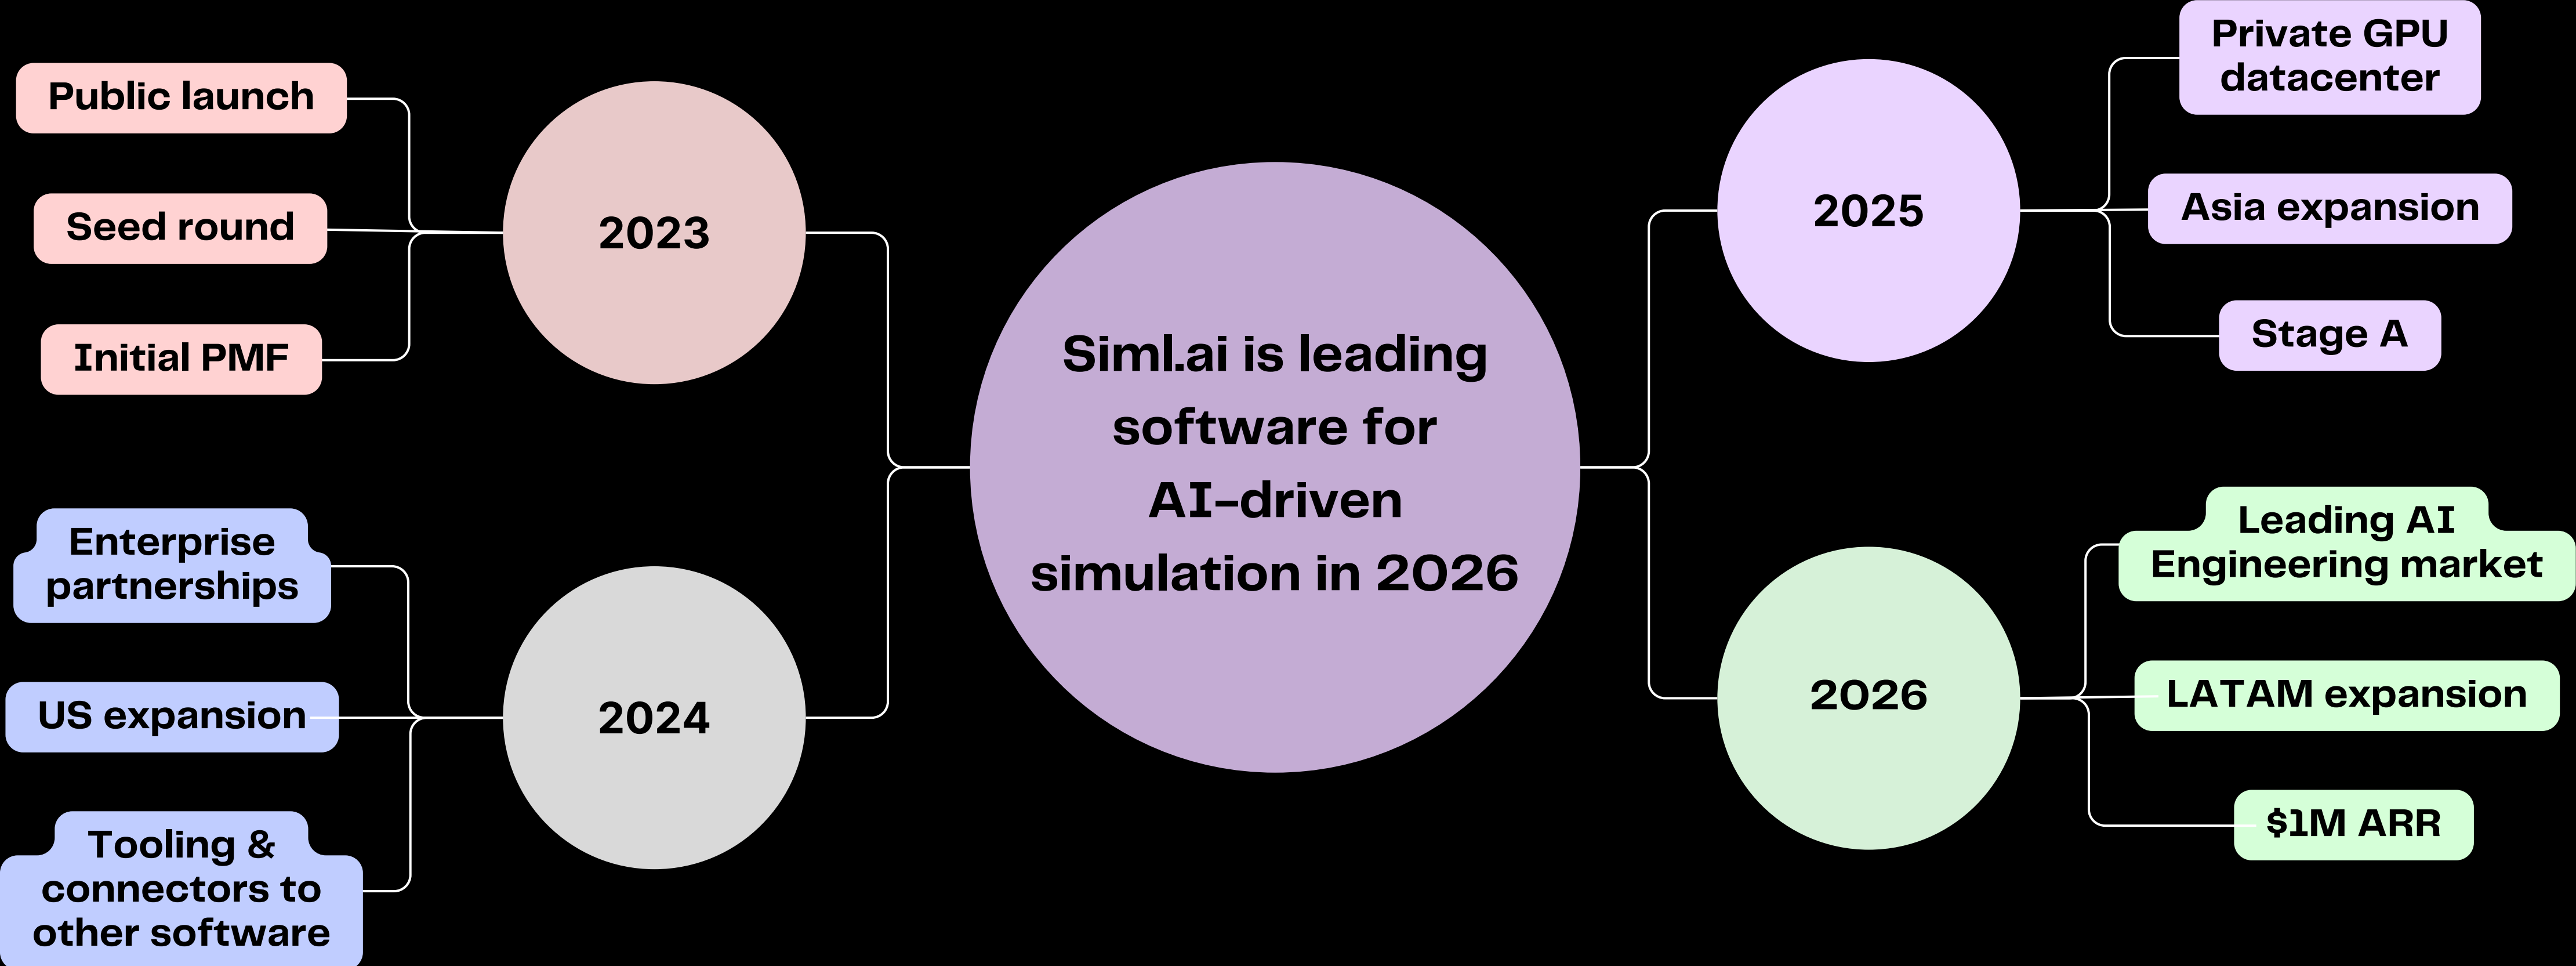 Public launch
Seed round
Initial PMF
2023
Enterprise
partnerships
US expansion
Tooling &
connectors to
other software
2024
Siml.ai is leading
software for
AI-driven
simulation in 2026
2025
Private GPU
datacenter
Asia expansion
Stage A
2026
Leading AI
Engineering market
LATAM expansion
$1M ARR